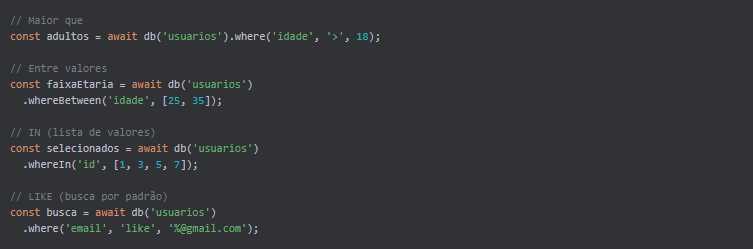 // Maior que
const adultos = await db('usuarios').where('idade', '>', 18);
// Entre valores
const faixaEtaria = await db('usuarios')
.whereBetween('idade', [25, 35]);
// IN (lista de valores)
const selecionados = await db('usuarios')
.whereIn('id', [1, 3, 5, 7]);
// LIKE (busca por padrão)
const busca = await db('usuarios')
.where('email', 'like', '%@gmail.com');